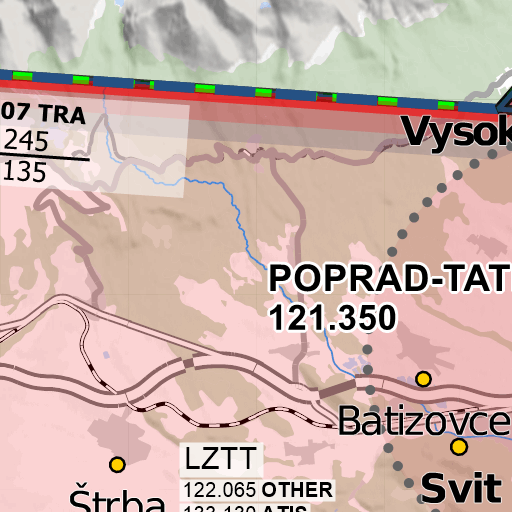 07 TRA
245
135
Vysok
POPRAD-TAT
121.350
Batizovce
LZTT
122.065 OTHER
Svit
Štrba